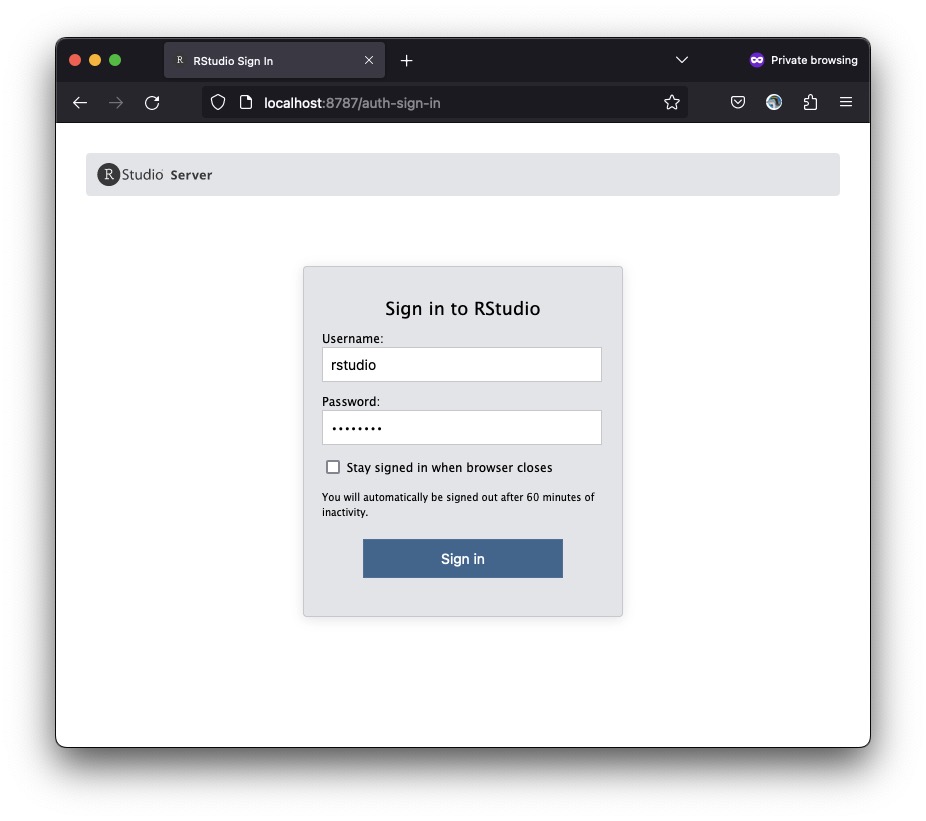 R RStudio Sign In
Private browsing
localhost:8787/auth-sign-in
R Studio Server
Sign in to RStudio
Username:
rstudio
Password:
••••••••
Stay signed in when browser closes
You will automatically be signed out after 60 minutes of
inactivity.
Sign in